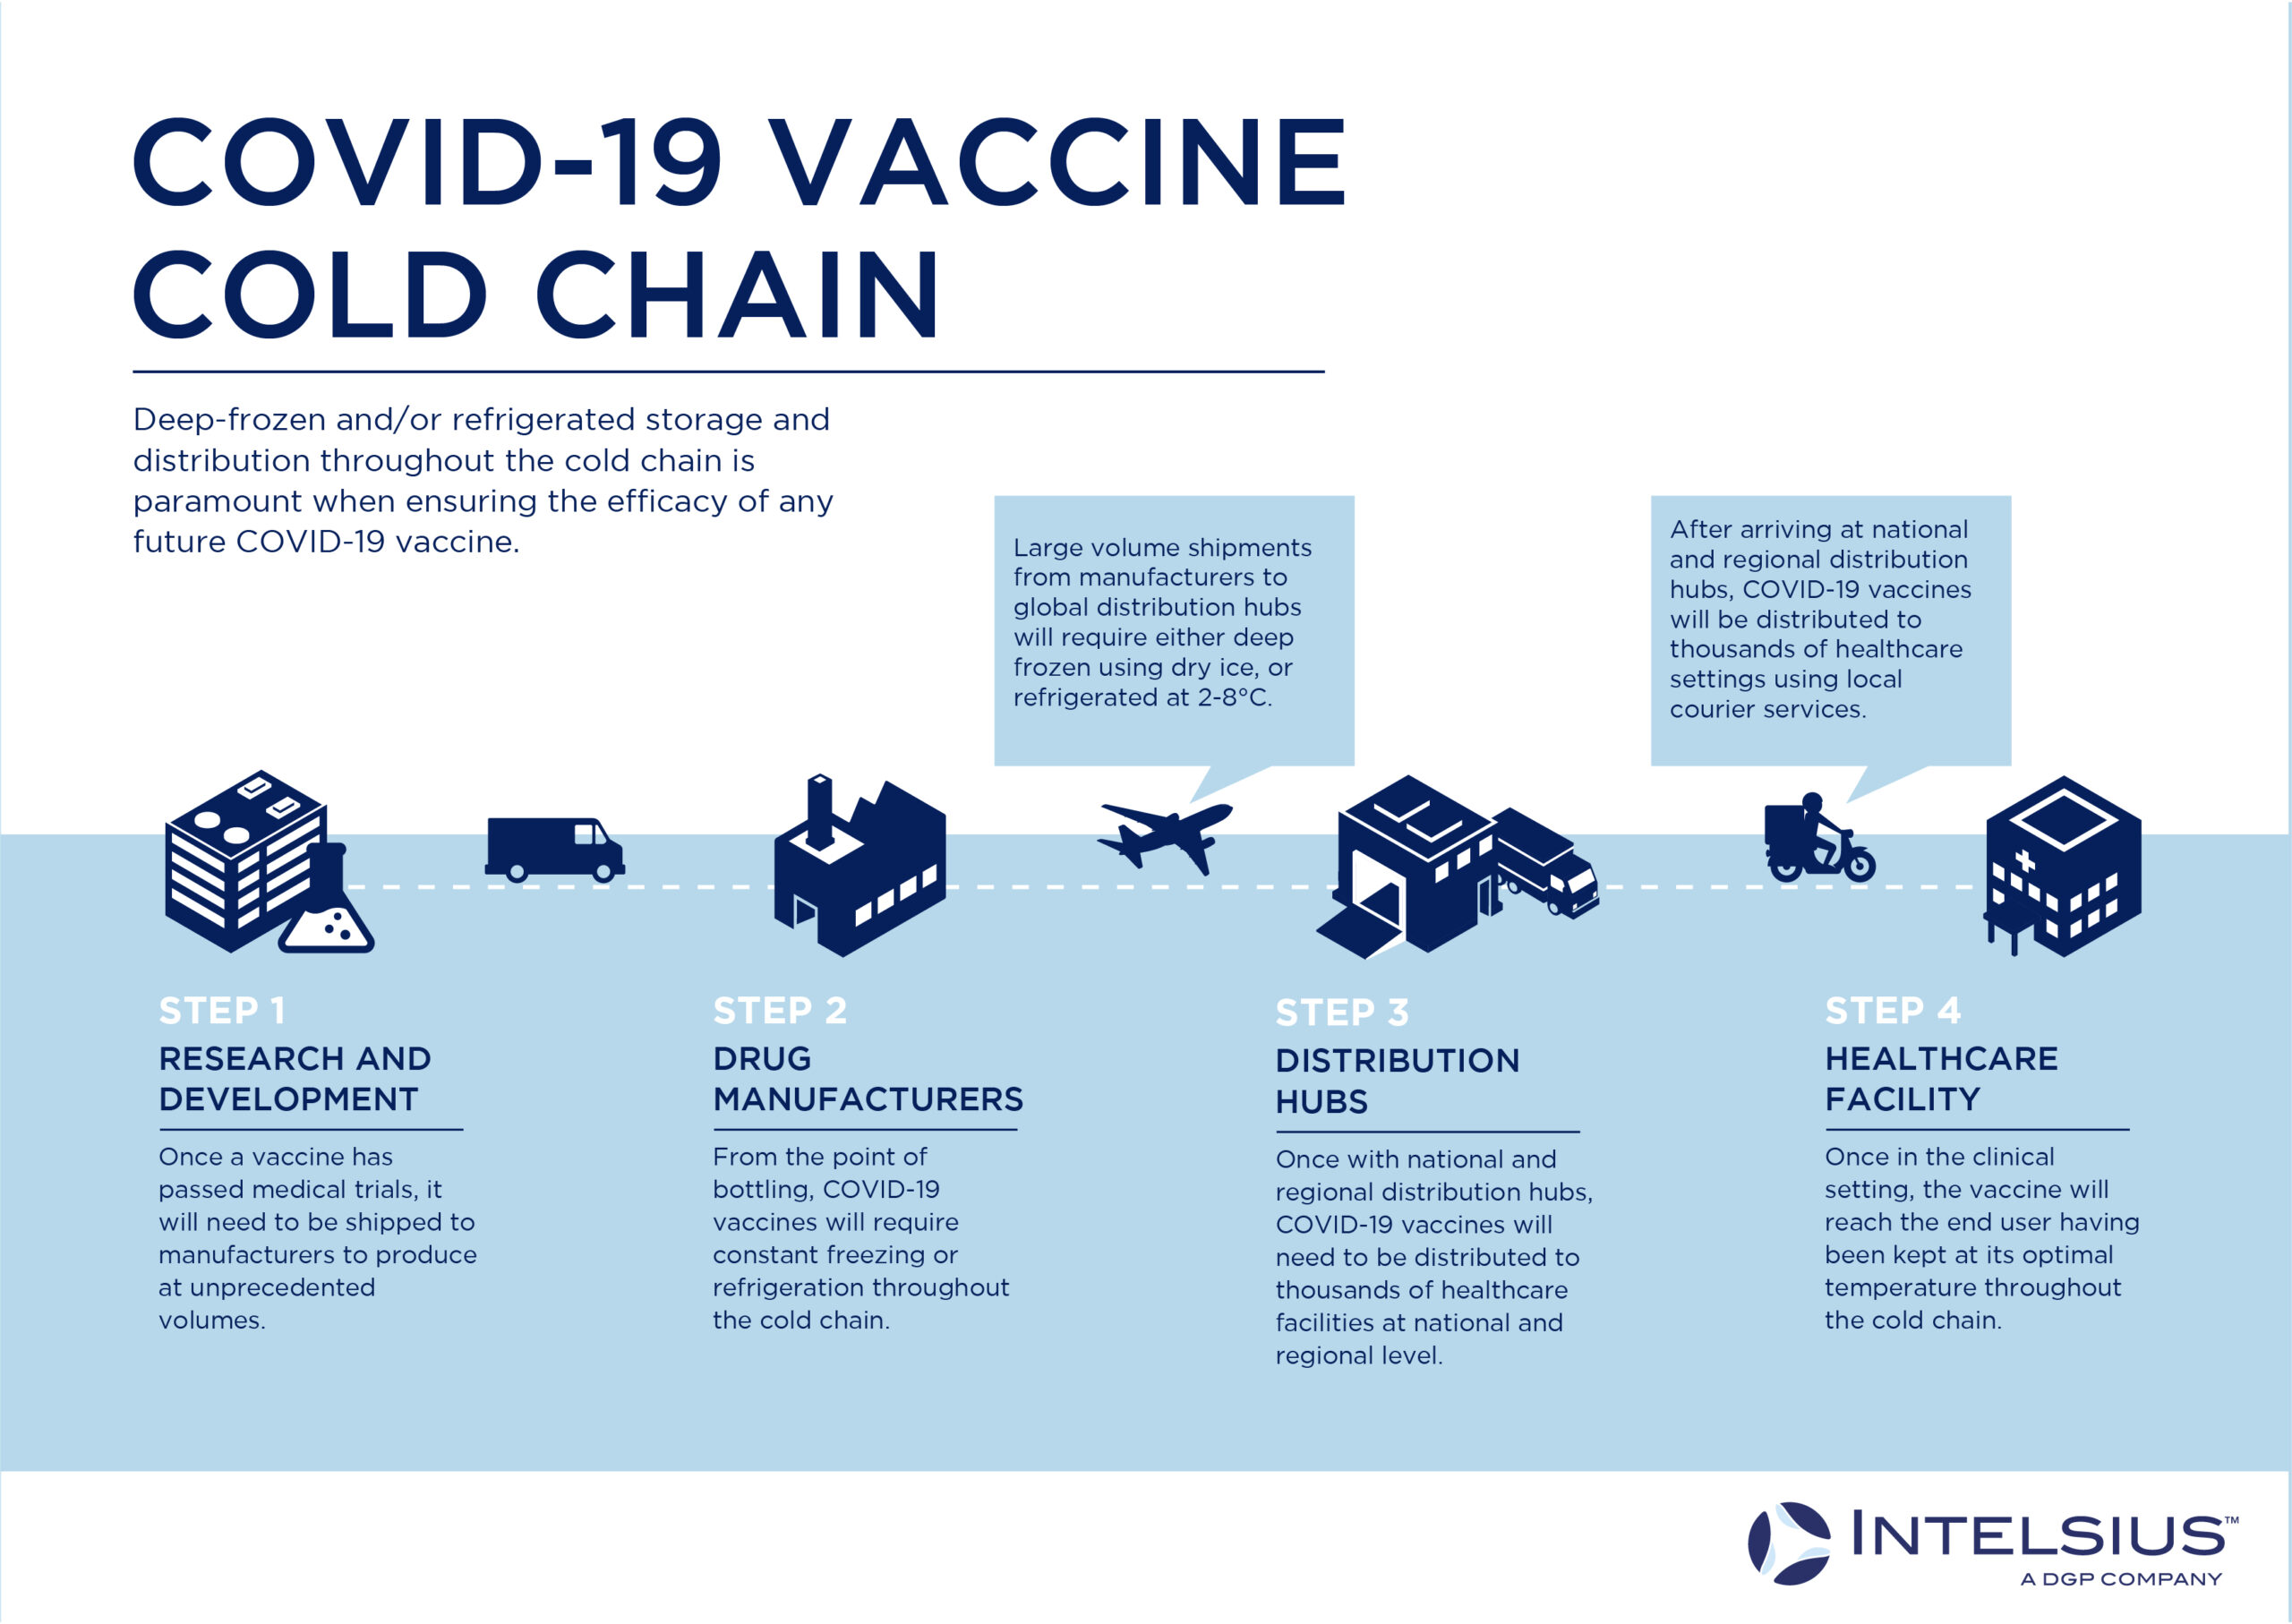 COVID-19 VACCINE
COLD CHAIN
Deep-frozen and/or refrigerated storage and
distribution throughout the cold chain is
paramount when ensuring the efficacy of any
future COVID-19 vaccine.
Large volume shipments
from manufacturers to
global distribution hubs
will require either deep
frozen using dry ice, or
refrigerated at 2-8°C.
After arriving at national
and regional distribution
hubs, COVID-19 vaccines
will be distributed to
thousands of healthcare
settings using local
courier services.
STEP 1
RESEARCH AND
DEVELOPMENT
Once a vaccine has
passed medical trials, it
will need to be shipped to
manufacturers to produce
at unprecedented
volumes.
STEP 2
DRUG
MANUFACTURERS
From the point of
bottling, COVID-19
vaccines will require
constant freezing or
refrigeration throughout
the cold chain.
STEP 3
DISTRIBUTION
HUBS
Once with national and
regional distribution hubs,
COVID-19 vaccines will
need to be distributed to
thousands of healthcare
facilities at national and
regional level.
STEP 4
HEALTHCARE
FACILITY
Once in the clinical
setting, the vaccine will
reach the end user having
been kept at its optimal
temperature throughout
the cold chain.
INTELSIUS™
A DGP COMPANY